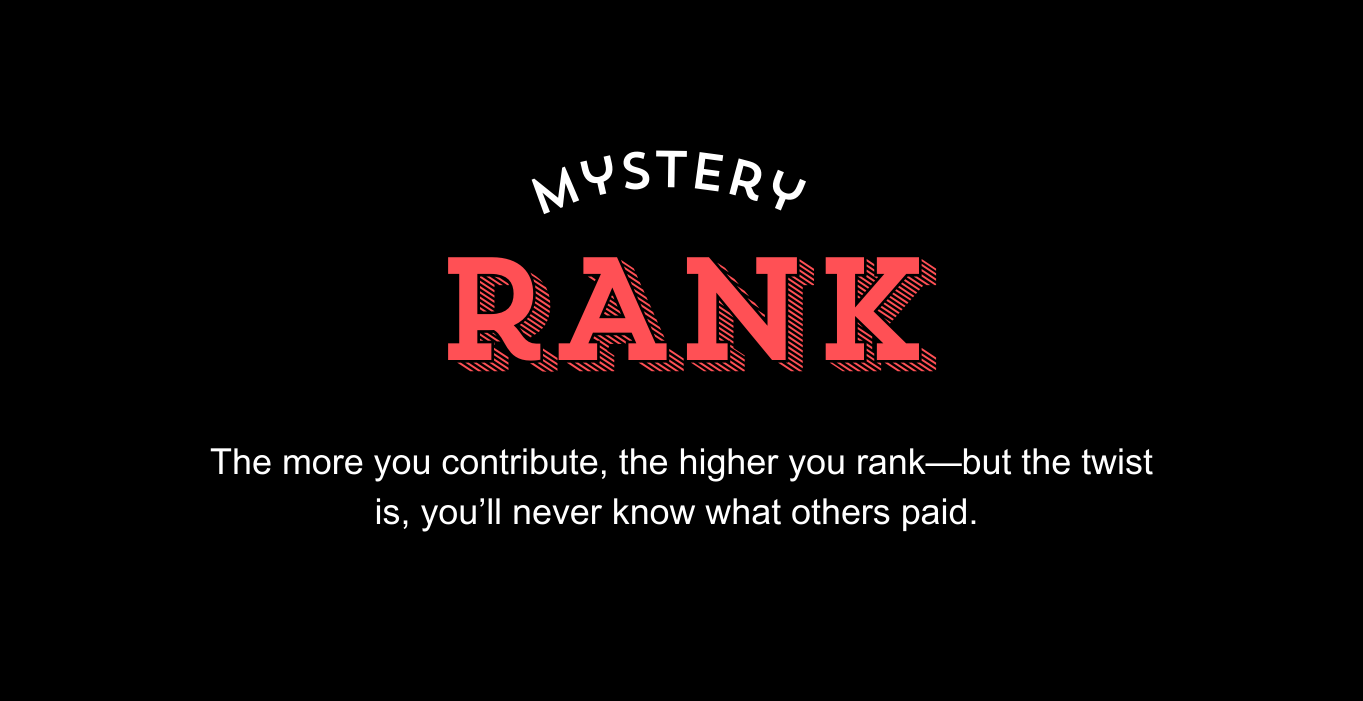 MYSTERY
RANK
The more you contribute, the higher you rank—but the twist
is, you’ll never know what others paid.